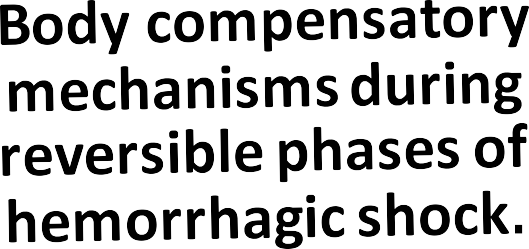 Body compensatory
mechanisms during
reversible phases of
hemorrhagic shock.